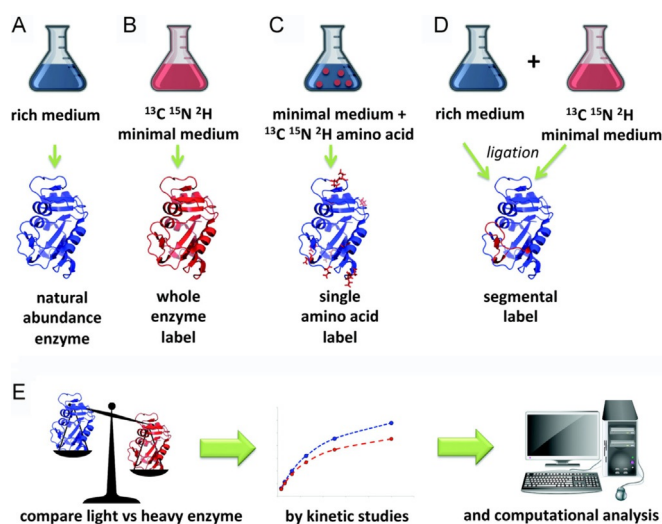 A
B
C
D
rich medium
¹³C ¹⁵N ²H
minimal medium
minimal medium +
¹³C ¹⁵N ²H amino acid
rich medium
+
¹³C ¹⁵N ²H
minimal medium
ligation
natural
abundance
enzyme
whole
enzyme
label
single
amino acid
label
segmental
label
E
compare light vs heavy enzyme
by kinetic studies
and computational analysis